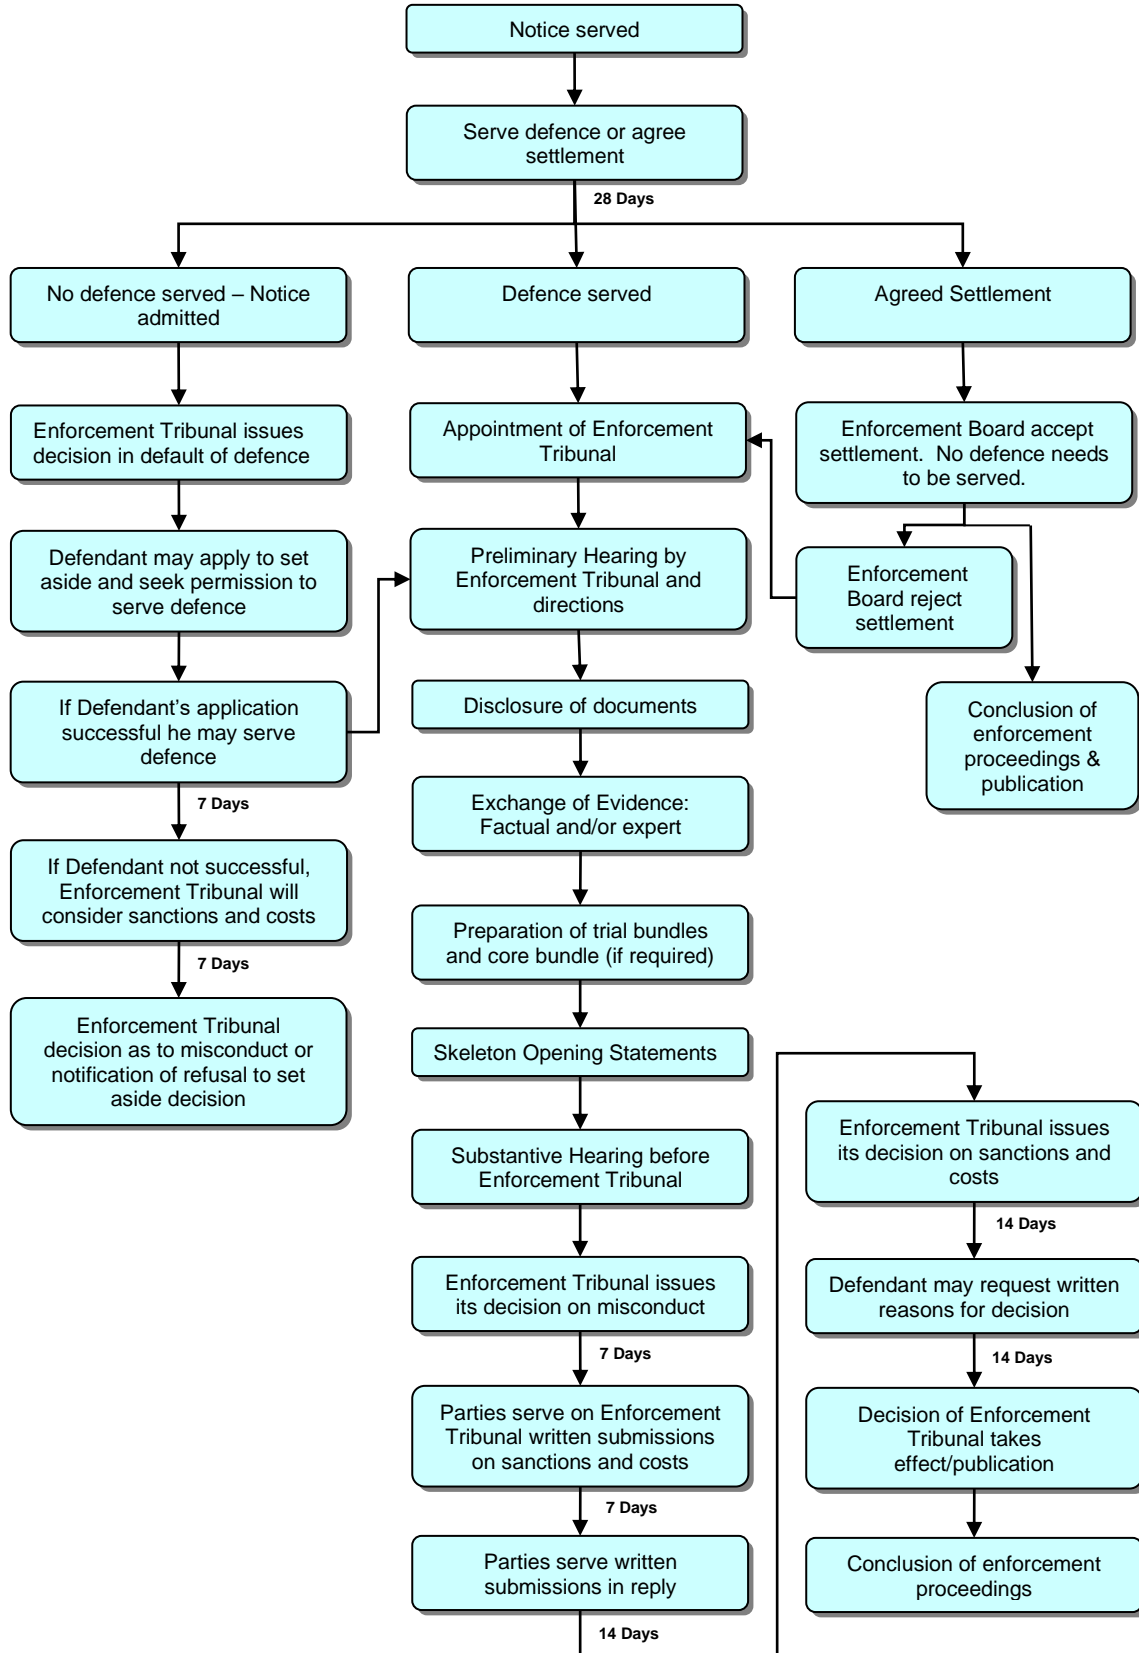 Notice served
Serve defence or agree
settlement
28 Days
No defence served – Notice
admitted
Defence served
Agreed Settlement
Enforcement Tribunal issues
decision in default of defence
Appointment of Enforcement
Tribunal
Enforcement Board accept
settlement. No defence needs
to be served.
Defendant may apply to set
aside and seek permission to
serve defence
Preliminary Hearing by
Enforcement Tribunal and
directions
Enforcement
Board reject
settlement
If Defendant’s application
successful he may serve
defence
Disclosure of documents
Conclusion of
enforcement
proceedings &
publication
7 Days
Exchange of Evidence:
Factual and/or expert
If Defendant not successful,
Enforcement Tribunal will
consider sanctions and costs
Preparation of trial bundles
and core bundle (if required)
7 Days
Enforcement Tribunal
decision as to misconduct or
notification of refusal to set
aside decision
Skeleton Opening Statements
Substantive Hearing before
Enforcement Tribunal
Enforcement Tribunal issues
its decision on misconduct
7 Days
Parties serve on Enforcement
Tribunal written submissions
on sanctions and costs
7 Days
Parties serve written
submissions in reply
14 Days
Enforcement Tribunal issues
its decision on sanctions and
costs
14 Days
Defendant may request written
reasons for decision
14 Days
Decision of Enforcement
Tribunal takes
effect/publication
Conclusion of enforcement
proceedings